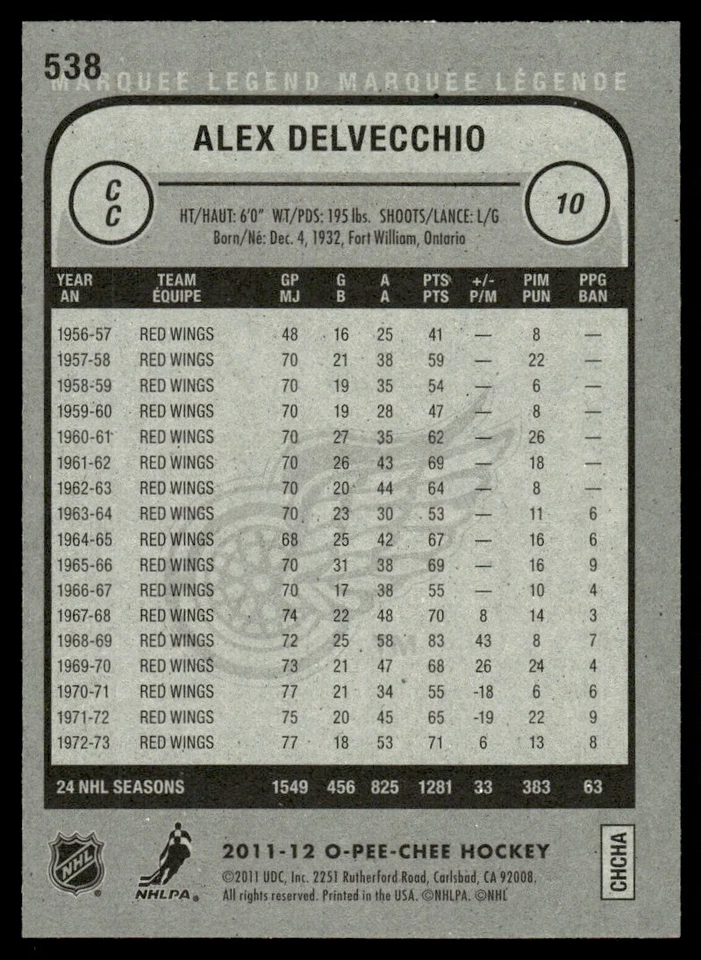 538
MARQUEE LEGEND MARQUEE LÉGENDE
ALEX DELVECCHIO
C
C
10
HT/HAUT: 6'0" WT/PDS: 195 lbs. SHOOTS/LANCE: L/G
Born/Né: Dec. 4, 1932, Fort William, Ontario
YEAR TEAM GP G A PTS +/- PIM PPG
AN ÉQUIPE MJ B A PTS P/M PUN BAN
1956-57 RED WINGS 48 16 25 41 — 8 —
1957-58 RED WINGS 70 21 38 59 — 22 —
1958-59 RED WINGS 70 19 35 54 — 6 —
1959-60 RED WINGS 70 19 28 47 — 8 —
1960-61 RED WINGS 70 27 35 62 — 26 —
1961-62 RED WINGS 70 26 43 69 — 18 —
1962-63 RED WINGS 70 20 44 64 — 8 —
1963-64 RED WINGS 70 23 30 53 — 11 6
1964-65 RED WINGS 68 25 42 67 — 16 6
1965-66 RED WINGS 70 31 38 69 — 16 9
1966-67 RED WINGS 70 17 38 55 — 10 4
1967-68 RED WINGS 74 22 48 70 8 14 3
1968-69 RED WINGS 72 25 58 83 43 8 7
1969-70 RED WINGS 73 21 47 68 26 24 4
1970-71 RED WINGS 77 21 34 55 -18 6 6
1971-72 RED WINGS 75 20 45 65 -19 22 9
1972-73 RED WINGS 77 18 53 71 6 13 8
TM
24 NHL SEASONS 1549 456 825 1281 33 383 63
NHL ®
NHLPA ®
2011-12 O-PEE-CHEE HOCKEY
©2011 UDC, Inc. 2251 Rutherford Road, Carlsbad, CA 92008.
All rights reserved. Printed in the USA. ©NHLPA. ©NHL
CHCHA